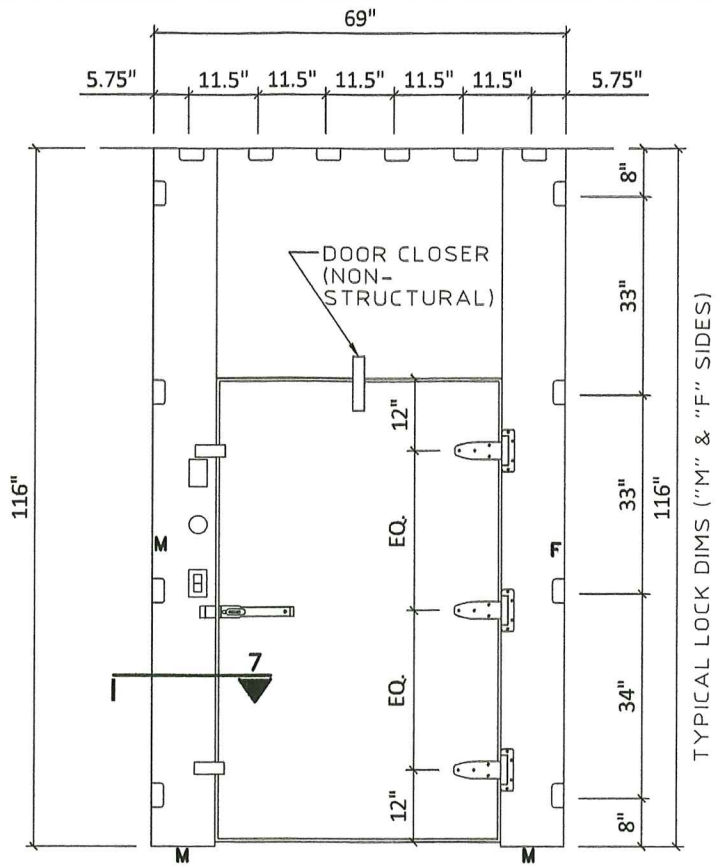 69"
5.75"
11.5"
11.5"
11.5"
11.5"
11.5"
5.75"
8"
DOOR CLOSER
(NON-
STRUCTURAL)
33"
12"
116"
EQ.
33"
116"
TYPICAL LOCK DIMS ("M" & "F" SIDES)
M
F
7
EQ.
34"
12"
8"
M
M